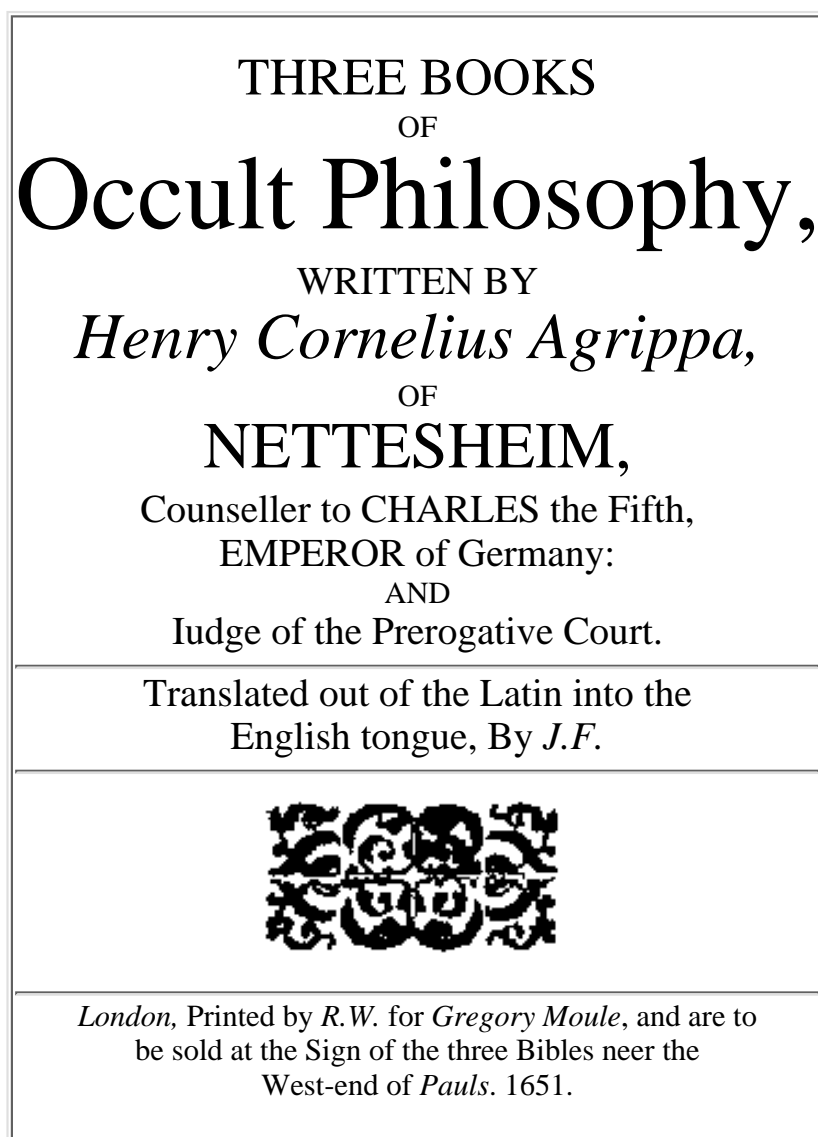 THREE BOOKS
OF
Occult Philosophy,
WRITTEN BY
Henry Cornelius Agrippa,
OF
NETTESHEIM,
Counseller to CHARLES the Fifth,
EMPEROR of Germany:
AND
Iudge of the Prerogative Court.
Translated out of the Latin into the
English tongue, By J.F.
London, Printed by R.W. for Gregory Moule, and are to
be sold at the Sign of the three Bibles neer the
West-end of Pauls. 1651.